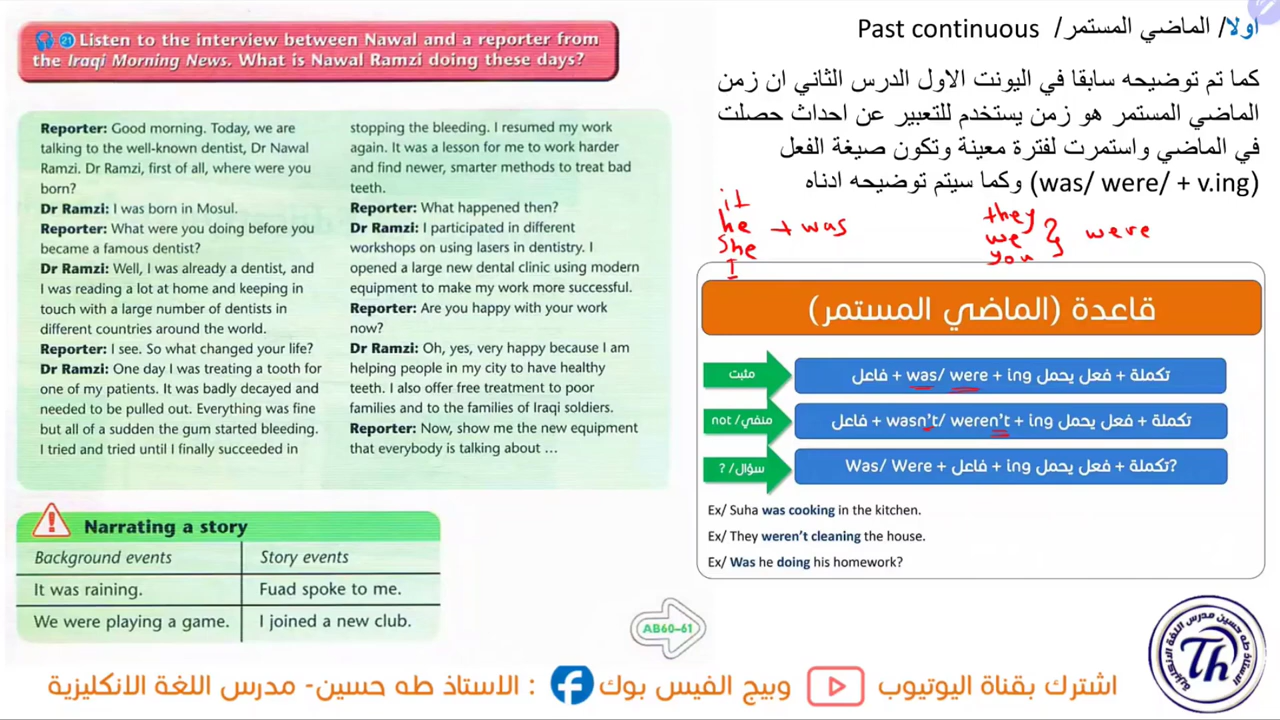 21 Listen to the interview between Nawal and a reporter from
the Iraqi Morning News. What is Nawal Ramzi doing these days?
Reporter: Good morning. Today, we are
talking to the well-known dentist, Dr Nawal
Ramzi. Dr Ramzi, first of all, where were you
born?
Dr Ramzi: I was born in Mosul.
Reporter: What were you doing before you
became a famous dentist?
Dr Ramzi: Well, I was already a dentist, and
I was reading a lot at home and keeping in
touch with a large number of dentists in
different countries around the world.
Reporter: I see. So what changed your life?
Dr Ramzi: One day I was treating a tooth for
one of my patients. It was badly decayed and
needed to be pulled out. Everything was fine
but all of a sudden the gum started bleeding.
I tried and tried until I finally succeeded in
stopping the bleeding. I resumed my work
again. It was a lesson for me to work harder
and find newer, smarter methods to treat bad
teeth.
Reporter: What happened then?
Dr Ramzi: I participated in different
workshops on using lasers in dentistry. I
opened a large new dental clinic using modern
equipment to make my work more successful.
Reporter: Are you happy with your work
now?
Dr Ramzi: Oh, yes, very happy because I am
helping people in my city to have healthy
teeth. I also offer free treatment to poor
families and to the families of Iraqi soldiers.
Reporter: Now, show me the new equipment
that everybody is talking about ...
Narrating a story
Background events Story events
It was raining. Fuad spoke to me.
We were playing a game. I joined a new club.
AB60–61
اولا/ الماضي المستمر/ Past continuous
كما تم توضيحه سابقا في اليونت الاول الدرس الثاني ان زمن
الماضي المستمر هو زمن يستخدم للتعبير عن احداث حصلت
في الماضي واستمرت لفترة معينة وتكون صيغة الفعل
(was/ were/ + v.ing) وكما سيتم توضيحه ادناه
it
he + was
she
I
they
we } were
you
قاعدة (الماضي المستمر)
مثبت
فاعل + was/ were + ing تكملة + فعل يحمل
منفي/ not
فاعل + wasn't/ weren't + ing تكملة + فعل يحمل
سؤال/ ?
Was/ Were + فاعل + ing تكملة + فعل يحمل?
Ex/ Suha was cooking in the kitchen.
Ex/ They weren't cleaning the house.
Ex/ Was he doing his homework?
اشترك بقناة اليوتيوب وبيج الفيس بوك : الاستاذ طه حسين- مدرس اللغة الانكليزية
Th
الاستاذ طه حسين مدرس اللغة الانكليزية